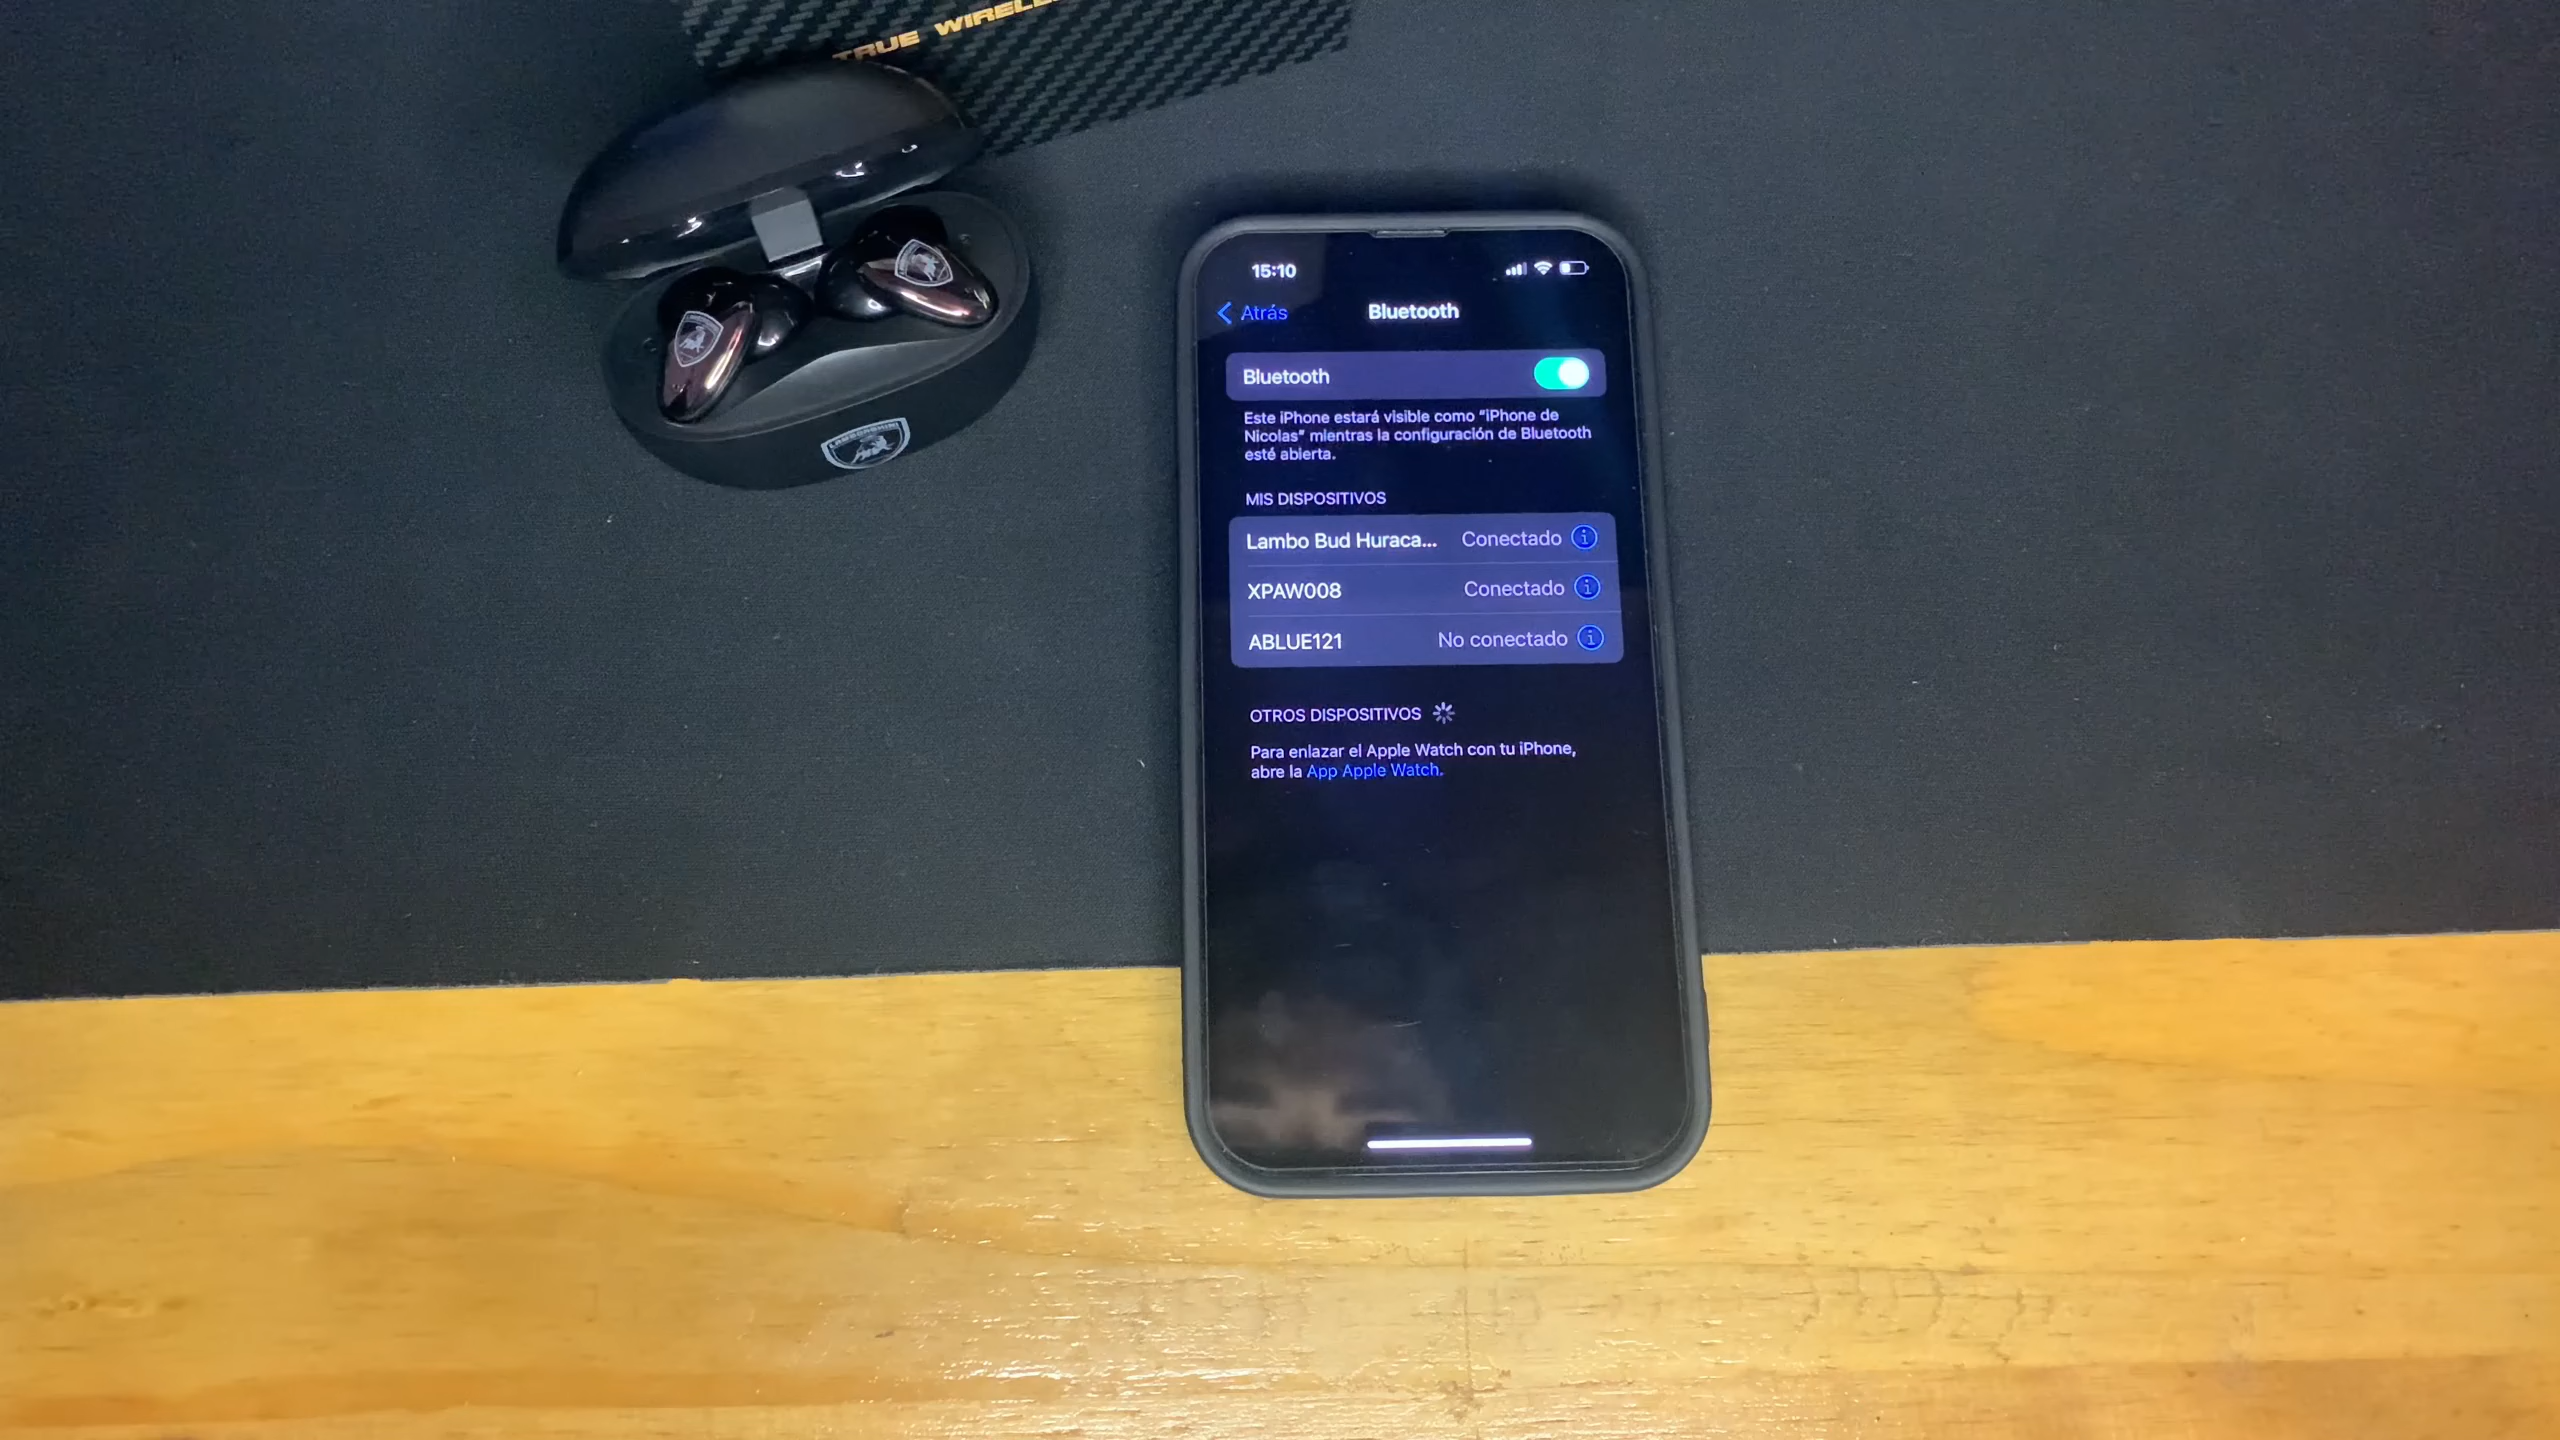 TRUE
LAMBORGHINI
15:10
Atrás
Bluetooth
Bluetooth
Este iPhone estará visible como "iPhone de
Nicolas" mientras la configuración de Bluetooth
esté abierta.
MIS DISPOSITIVOS
Lambo Bud Huraca... Conectado
XPAW008 Conectado
ABLUE121 No conectado
OTROS DISPOSITIVOS
Para enlazar el Apple Watch con tu iPhone,
abre la App Apple Watch.